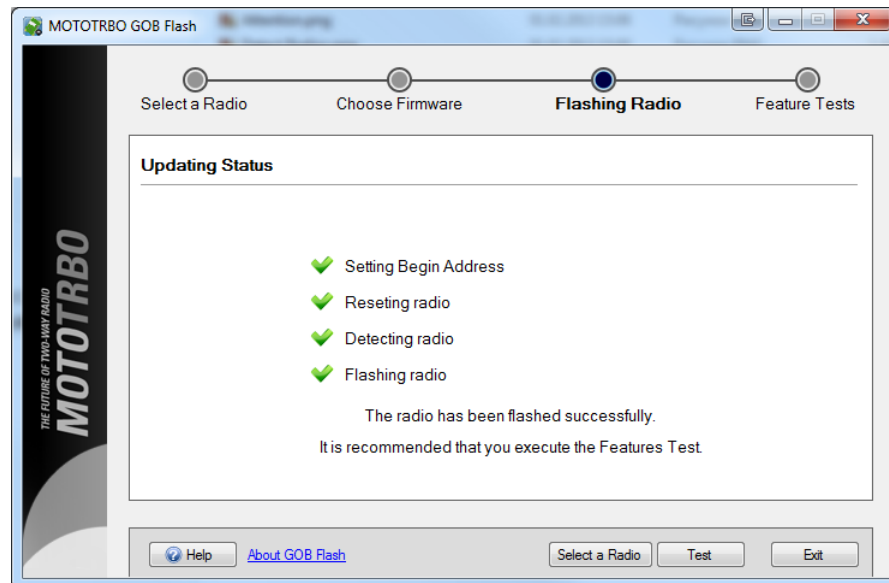 MOTOTRBO GOB Flash
Select a Radio
Choose Firmware
Flashing Radio
Feature Tests
Updating Status
Setting Begin Address
Reseting radio
Detecting radio
Flashing radio
The radio has been flashed successfully.
It is recommended that you execute the Features Test.
THE FUTURE OF TWO-WAY RADIO
MOTOTRBO
Help
About GOB Flash
Select a Radio
Test
Exit